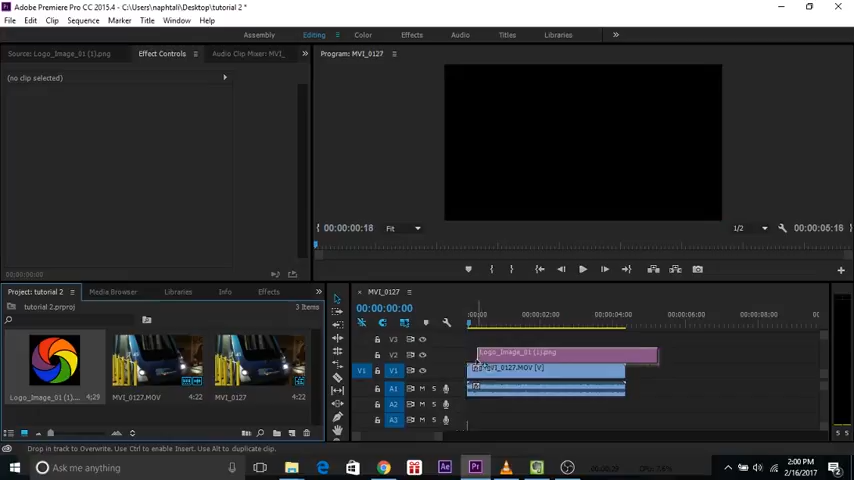 Adobe Premiere Pro CC 2015.4 - C:\Users\naphtali\Desktop\tutorial 2 *
File Edit Clip Sequence Marker Title Window Help
Assembly Editing Color Effects Audio Titles Libraries
Source: Logo_Image_01 (1).png Effect Controls Audio Clip Mixer: MVI_
Program: MVI_0127
(no clip selected)
00:00:00:18 Fit 1/2 00:00:05:18
00:00:00:00
Project: tutorial 2 Media Browser Libraries Info Effects
MVI_0127
tutorial 2.prproj 3 Items
00:00:00:00
:00:00 00:00:02:00 00:00:04:00 00:00:06:00 00:00:08:00
V3
V2 Logo_Image_01 (1).png
V1 V1 MVI_0127.MOV [V]
A1 M S
A2 M S
A3 M S
Logo_Image_01 (1).... 4;29 MVI_0127.MOV 4:22 MVI_0127 4:22
Drop in track to Overwrite. Use Ctrl to enable Insert. Use Alt to duplicate clip.
Ask me anything
Ae Pr
2:00 PM
2/16/2017